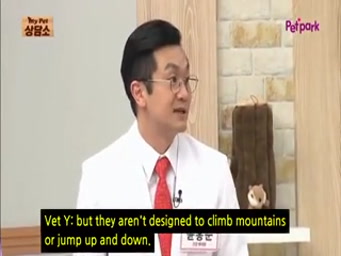 My Pet
상담소
Petpark
Vet Y: but they aren't designed to climb mountains
or jump up and down.